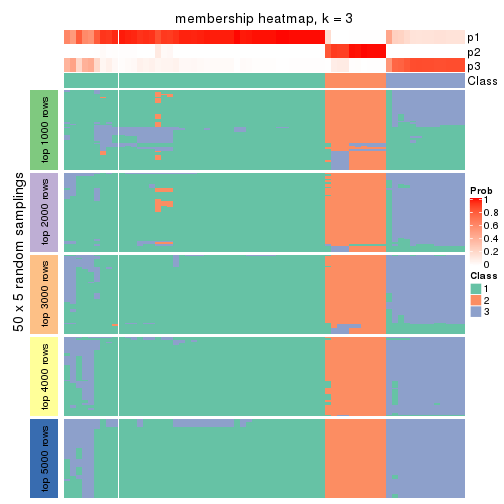 membership heatmap, k = 3
p1
p2
p3
Class
50 x 5 random samplings
top 1000 rows
top 2000 rows
top 3000 rows
top 4000 rows
top 5000 rows
Prob
1
0.8
0.6
0.4
0.2
0
Class
1
2
3